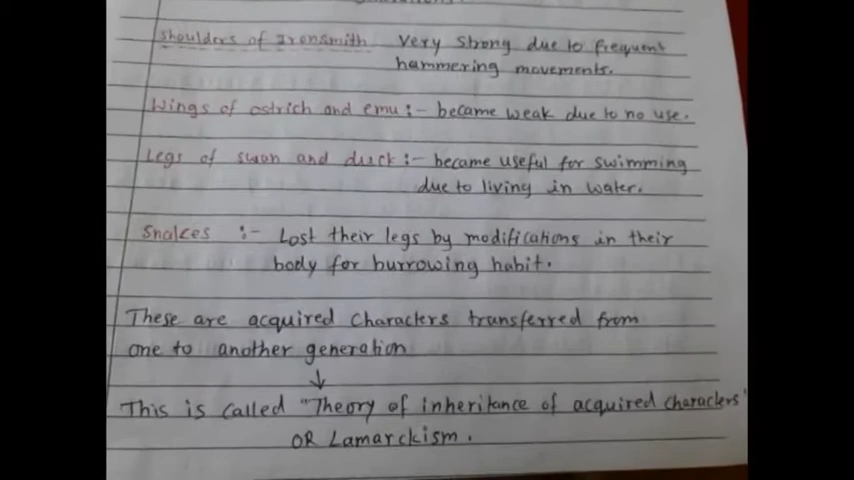 shoulders of Ironsmith very strong due to frequent
hammering movements.
Wings of ostrich and emu :- became weak due to no use.
Legs of swan and duck :- became useful for swimming
due to living in water.
Snakes :- Lost their legs by modifications in their
body for burrowing habit.
These are acquired characters transferred from
one to another generation
↓
This is called "Theory of inheritance of acquired characters"
OR Lamarckism.